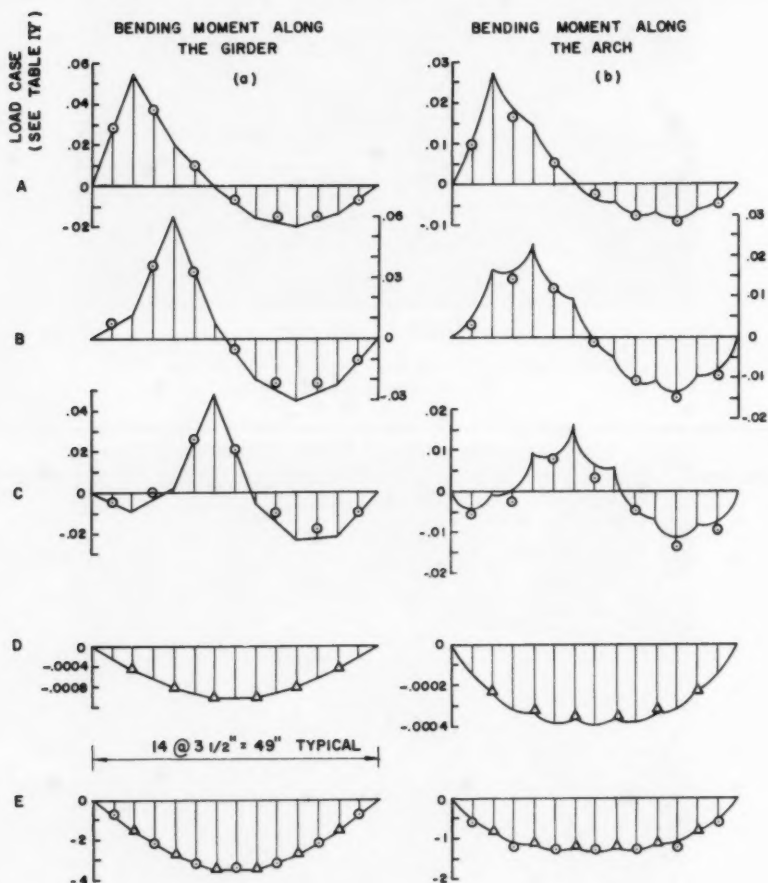 BENDING MOMENT ALONG
THE GIRDER
(a)
BENDING MOMENT ALONG
THE ARCH
(b)
LOAD CASE
(SEE TABLE IV)
A
.06
.04
.02
0
-.02
.03
.02
.01
0
-.01
B
.06
.03
0
-.03
.03
.02
.01
0
-.01
-.02
C
.04
.02
0
-.02
.02
.01
0
-.01
-.02
D
0
-.0004
-.0008
0
-.0002
-.0004
14 @ 3 1/2" = 49" TYPICAL
E
0
-2
-4
0
-1
-2